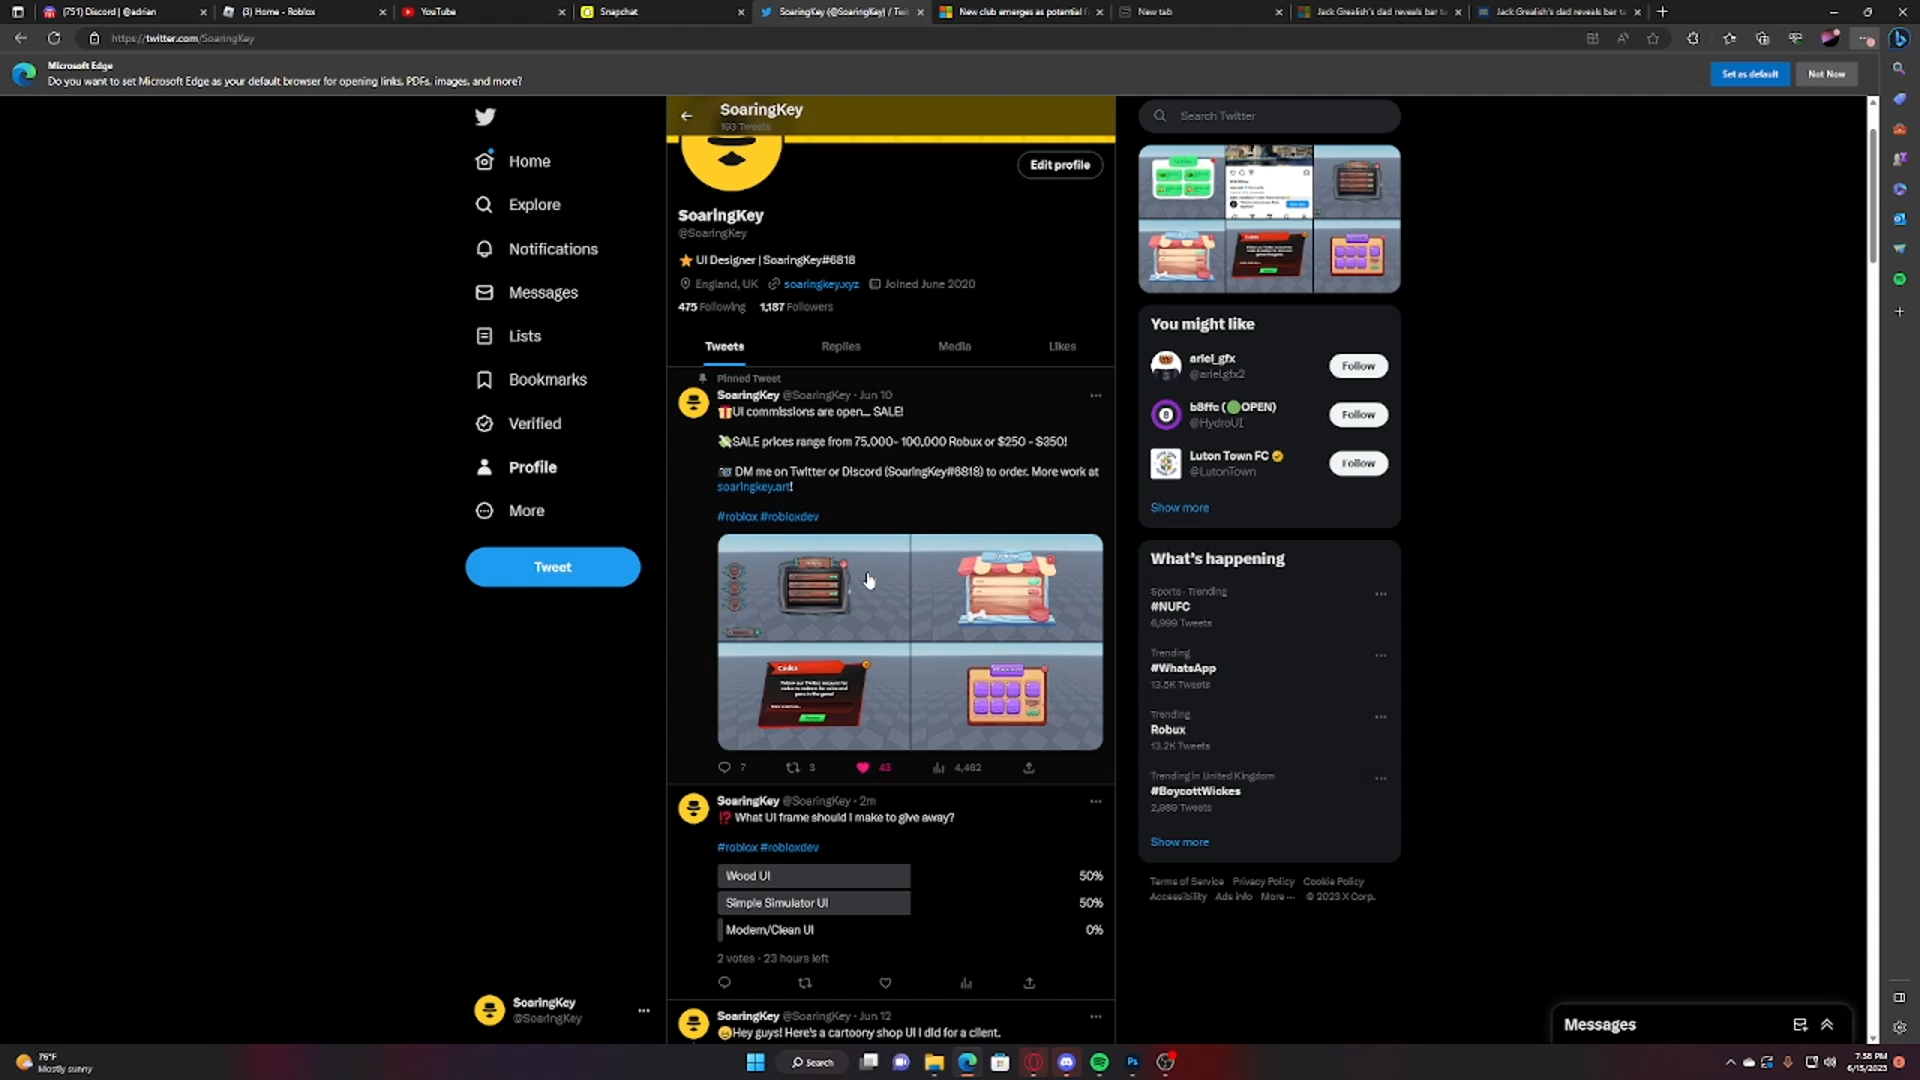 (751) Discord | @adrian
(3) Home - Roblox
YouTube
Snapchat
SoaringKey (@SoaringKey) / Twi
New club emerges as potential f
New tab
Jack Grealish's dad reveals bar ta
Jack Grealish's dad reveals bar ta
https://twitter.com/SoaringKey
Microsoft Edge
Do you want to set Microsoft Edge as your default browser for opening links, PDFs, images, and more?
Set as default
Not Now
Home
Explore
Notifications
Messages
Lists
Bookmarks
Verified
Profile
More
Tweet
SoaringKey
@SoaringKey
SoaringKey
193 Tweets
Edit profile
SoaringKey
@SoaringKey
⭐ UI Designer | SoaringKey#6818
England, UK soaringkey.xyz Joined June 2020
475 Following 1,187 Followers
Tweets Replies Media Likes
Pinned Tweet
SoaringKey @SoaringKey · Jun 10
🎁UI commissions are open... SALE!
💸SALE prices range from 75,000- 100,000 Robux or $250 - $350!
DM me on Twitter or Discord (SoaringKey#6818) to order. More work at
soaringkey.art!
#roblox #robloxdev
Codes
7 3 43 4,462
SoaringKey @SoaringKey · 2m
⁉️ What UI frame should I make to give away?
#roblox #robloxdev
Wood UI 50%
Simple Simulator UI 50%
Modern/Clean UI 0%
2 votes · 23 hours left
SoaringKey @SoaringKey · Jun 12
Hey guys! Here's a cartoony shop UI I did for a client.
Search Twitter
You might like
ariel_gfx
@arielgfx2
Follow
b8ffc (🟢OPEN)
@HydroUI
Follow
Luton Town FC
@LutonTown
Follow
Show more
What's happening
Sports · Trending
#NUFC
6,999 Tweets
Trending
#WhatsApp
13.5K Tweets
Trending
Robux
13.2K Tweets
Trending in United Kingdom
#BoycottWickes
2,989 Tweets
Show more
Terms of Service Privacy Policy Cookie Policy
Accessibility Ads info More ··· © 2023 X Corp.
Messages
76°F
Mostly sunny
Search
7:56 PM
6/15/2023